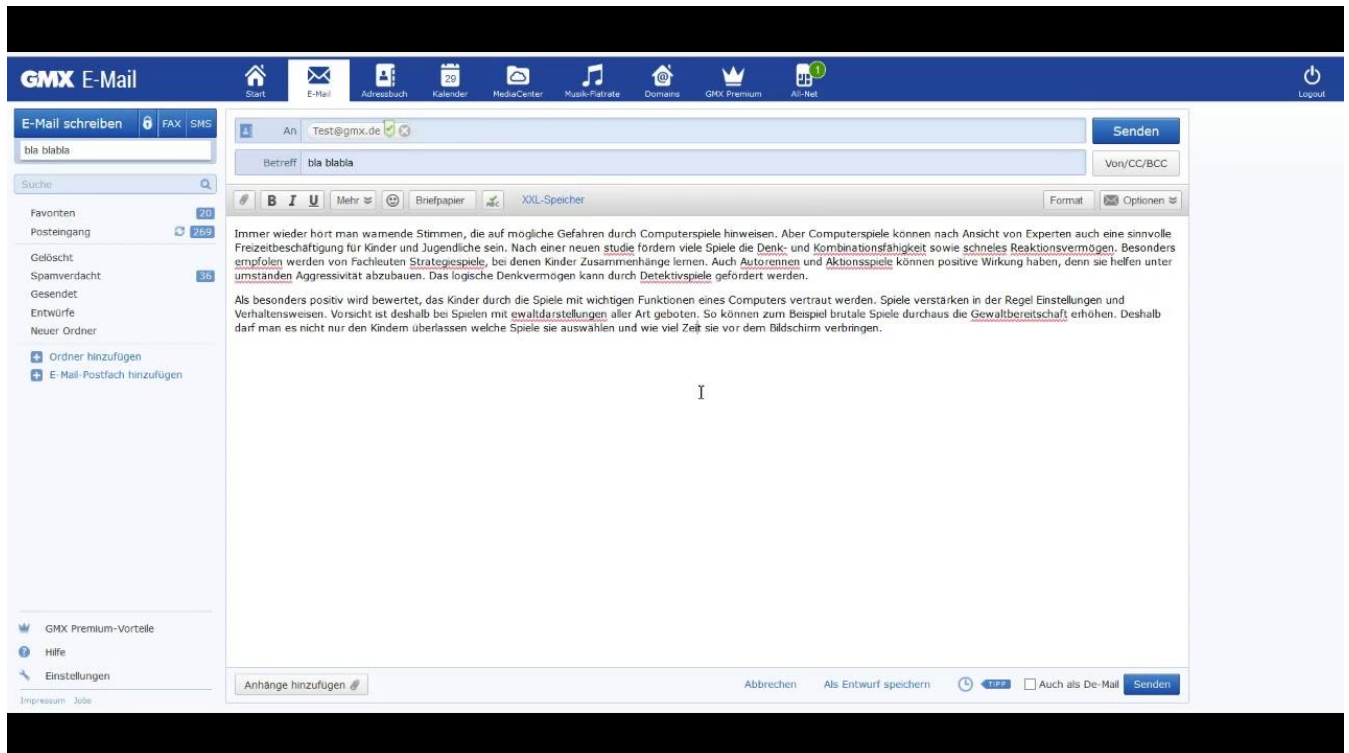 GMX E-Mail
Start
E-Mail
Adressbuch
29
Kalender
MediaCenter
Musik-Flatrate
@
Domains
GMX Premium
1
All-Net
Logout
E-Mail schreiben FAX SMS
bla blabla
Suche
Favoriten 20
Posteingang 269
Gelöscht
Spamverdacht 36
Gesendet
Entwürfe
Neuer Ordner
Ordner hinzufügen
E-Mail-Postfach hinzufügen
GMX Premium-Vorteile
? Hilfe
Einstellungen
Impressum Jobs
An Test@gmx.de Senden
Betreff bla blabla Von/CC/BCC
B I U Mehr Briefpapier ABC XXL-Speicher Format Optionen
Immer wieder hört man warnende Stimmen, die auf mögliche Gefahren durch Computerspiele hinweisen. Aber Computerspiele können nach Ansicht von Experten auch eine sinnvolle
Freizeitbeschäftigung für Kinder und Jugendliche sein. Nach einer neuen studie fördern viele Spiele die Denk- und Kombinationsfähigkeit sowie schneles Reaktionsvermögen. Besonders
empfolen werden von Fachleuten Strategiespiele, bei denen Kinder Zusammenhänge lernen. Auch Autorennen und Aktionsspiele können positive Wirkung haben, denn sie helfen unter
umständen Aggressivität abzubauen. Das logische Denkvermögen kann durch Detektivspiele gefördert werden.
Als besonders positiv wird bewertet, das Kinder durch die Spiele mit wichtigen Funktionen eines Computers vertraut werden. Spiele verstärken in der Regel Einstellungen und
Verhaltensweisen. Vorsicht ist deshalb bei Spielen mit ewaltdarstellungen aller Art geboten. So können zum Beispiel brutale Spiele durchaus die Gewaltbereitschaft erhöhen. Deshalb
darf man es nicht nur den Kindern überlassen welche Spiele sie auswählen und wie viel Zeit sie vor dem Bildschirm verbringen.
Anhänge hinzufügen Abbrechen Als Entwurf speichern TIPP Auch als De-Mail Senden